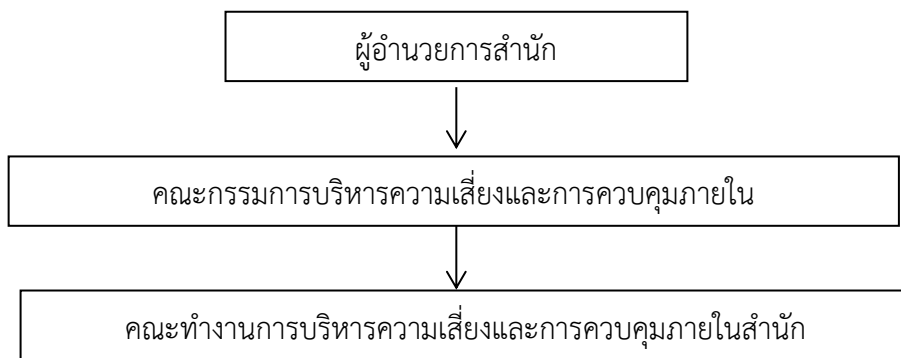 ผู้อำนวยการสำนัก
คณะกรรมการบริหารความเสี่ยงและการควบคุมภายใน
คณะทำงานการบริหารความเสี่ยงและการควบคุมภายในสำนัก